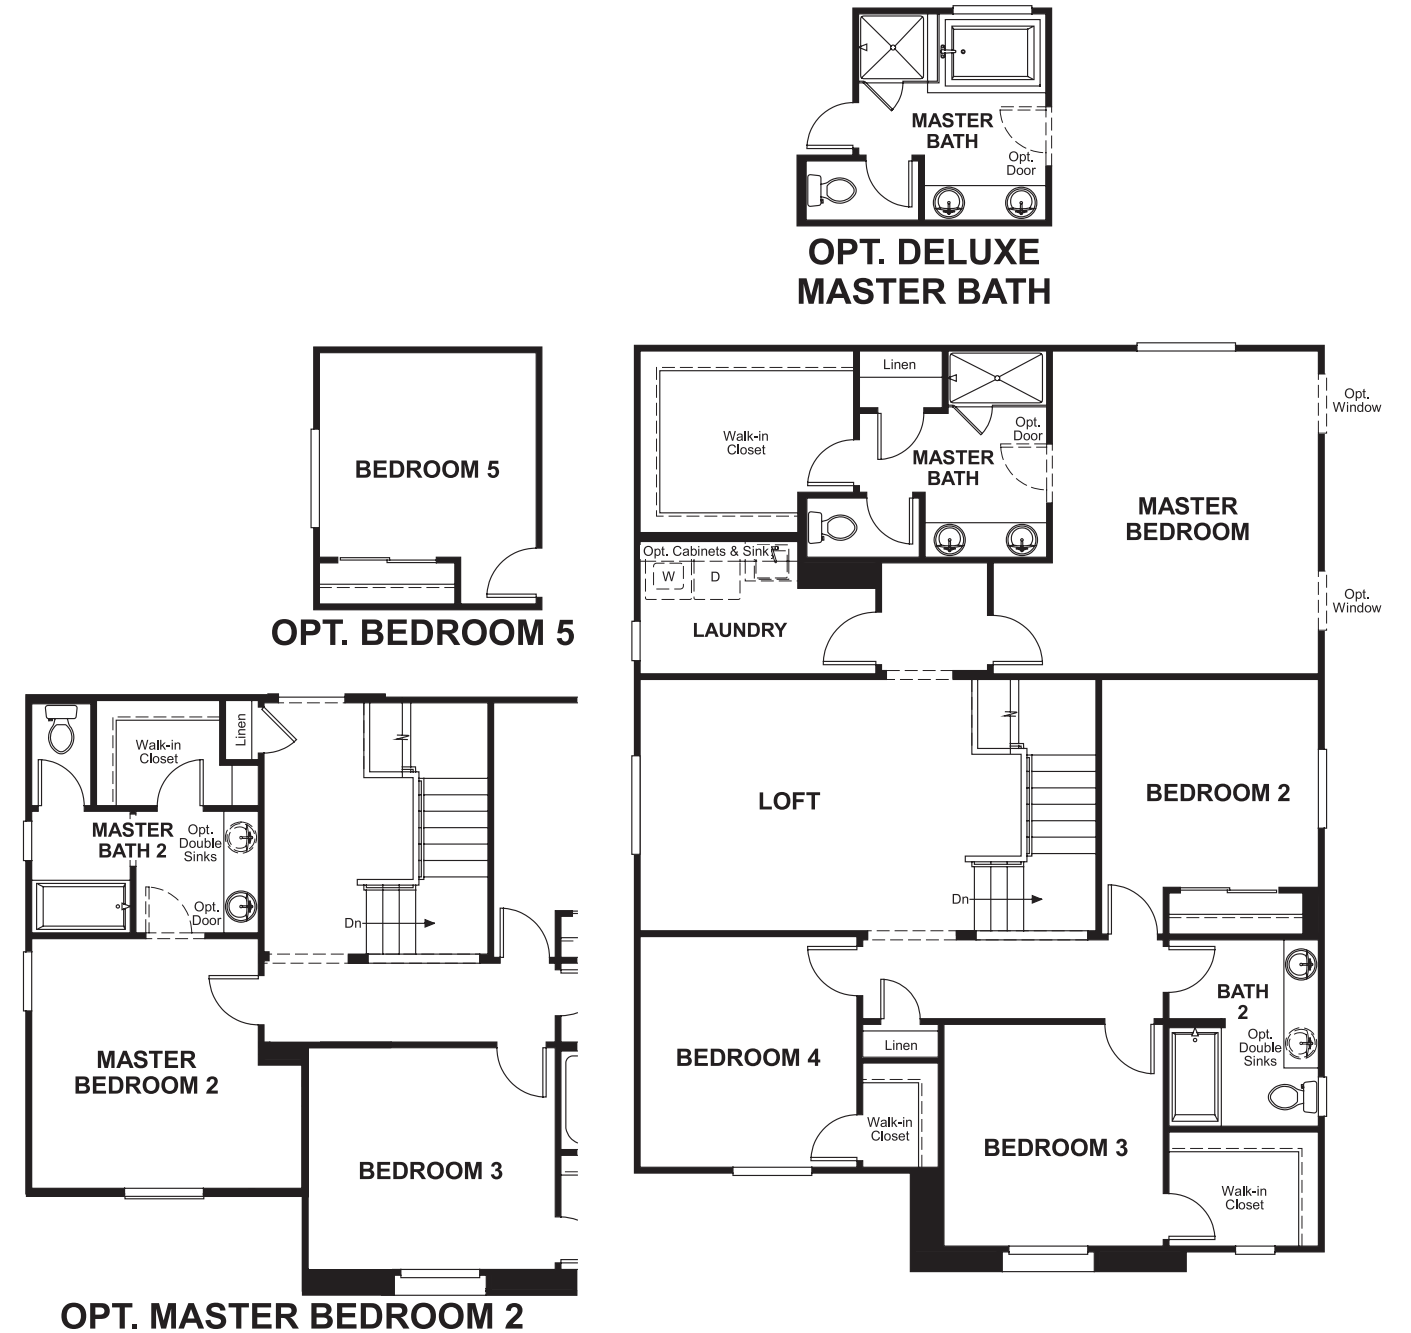 MASTER
BATH
Opt.
Door
OPT. DELUXE
MASTER BATH
BEDROOM 5
OPT. BEDROOM 5
Walk-in
Closet
Linen
Opt.
Door
MASTER
BATH
Opt.
Window
MASTER
BEDROOM
Opt. Cabinets & Sink
W
D
LAUNDRY
Opt.
Window
LOFT
BEDROOM 2
Dn
BEDROOM 4
Linen
Walk-in
Closet
BATH
2
Opt.
Double
Sinks
BEDROOM 3
Walk-in
Closet
Linen
Walk-in
Closet
MASTER
BATH 2
Opt.
Double
Sinks
Opt.
Door
Dn
MASTER
BEDROOM 2
BEDROOM 3
OPT. MASTER BEDROOM 2